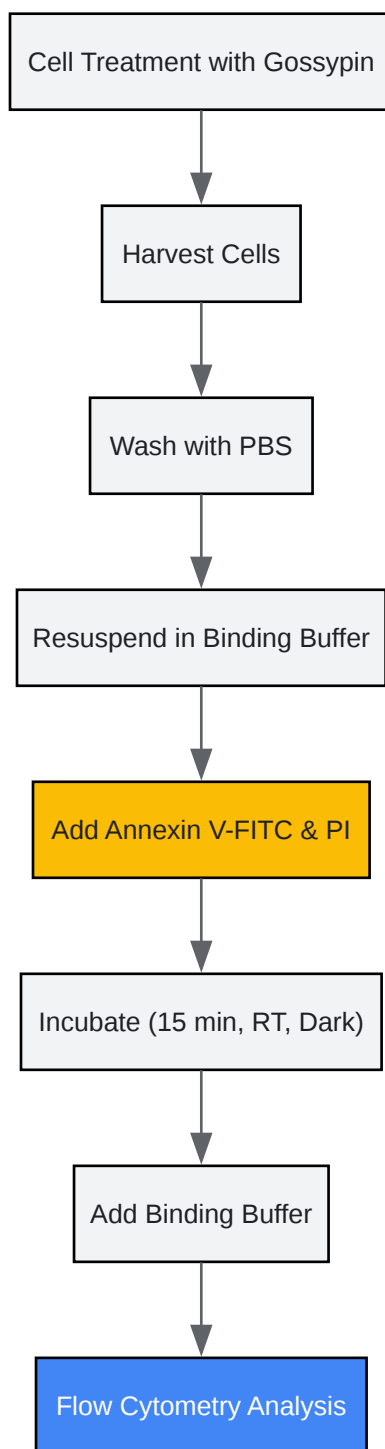 Cell Treatment with Gossypin
Harvest Cells
Wash with PBS
Resuspend in Binding Buffer
Add Annexin V-FITC & PI
Incubate (15 min, RT, Dark)
Add Binding Buffer
Flow Cytometry Analysis